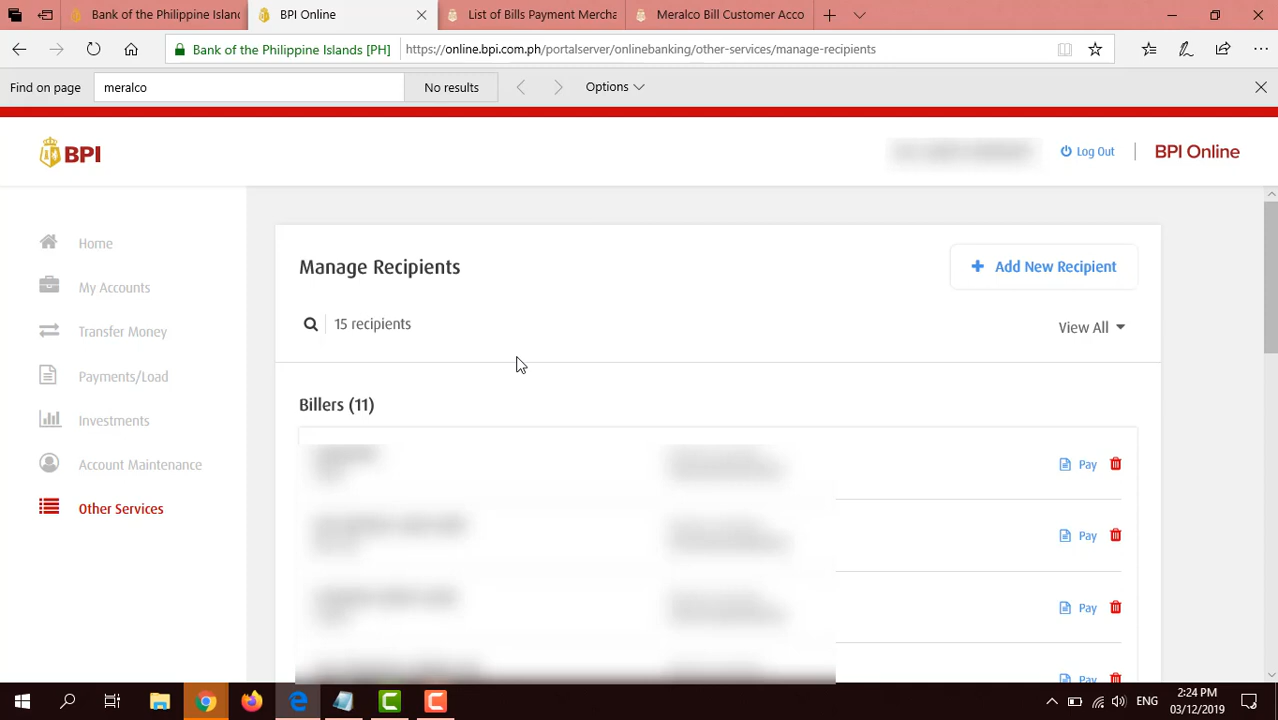 Bank of the Philippine Island
BPI Online
List of Bills Payment Mercha
Meralco Bill Customer Acco
Bank of the Philippine Islands [PH]
https://online.bpi.com.ph/portalserver/onlinebanking/other-services/manage-recipients
Find on page
meralco
No results
Options
BPI
Log Out
BPI Online
Home
My Accounts
Transfer Money
Payments/Load
Investments
Account Maintenance
Other Services
Manage Recipients
+ Add New Recipient
15 recipients
View All
Billers (11)
Pay
Pay
Pay
Pay
ENG
2:24 PM
03/12/2019